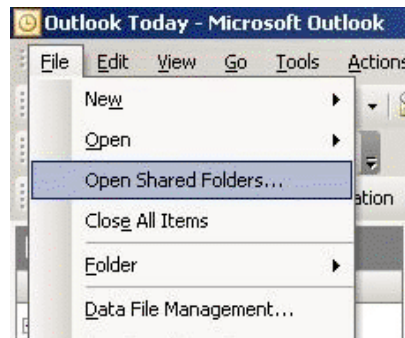 Outlook Today - Microsoft Outlook
File Edit View Go Tools Actions
New
Open
Open Shared Folders...
ation
Close All Items
Folder
Data File Management...